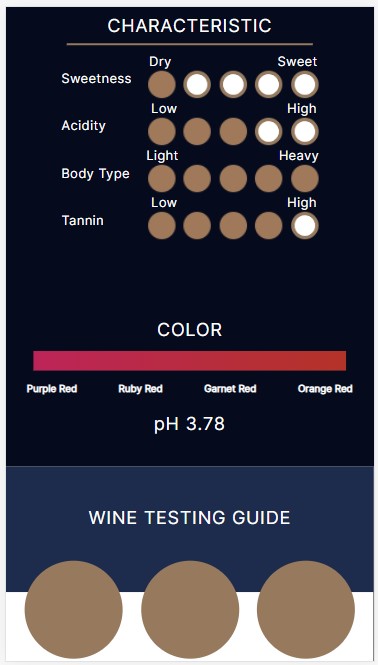 CHARACTERISTIC
Dry Sweet
Sweetness
Low High
Acidity
Light Heavy
Body Type
Low High
Tannin
COLOR
Purple Red Ruby Red Garnet Red Orange Red
pH 3.78
WINE TESTING GUIDE